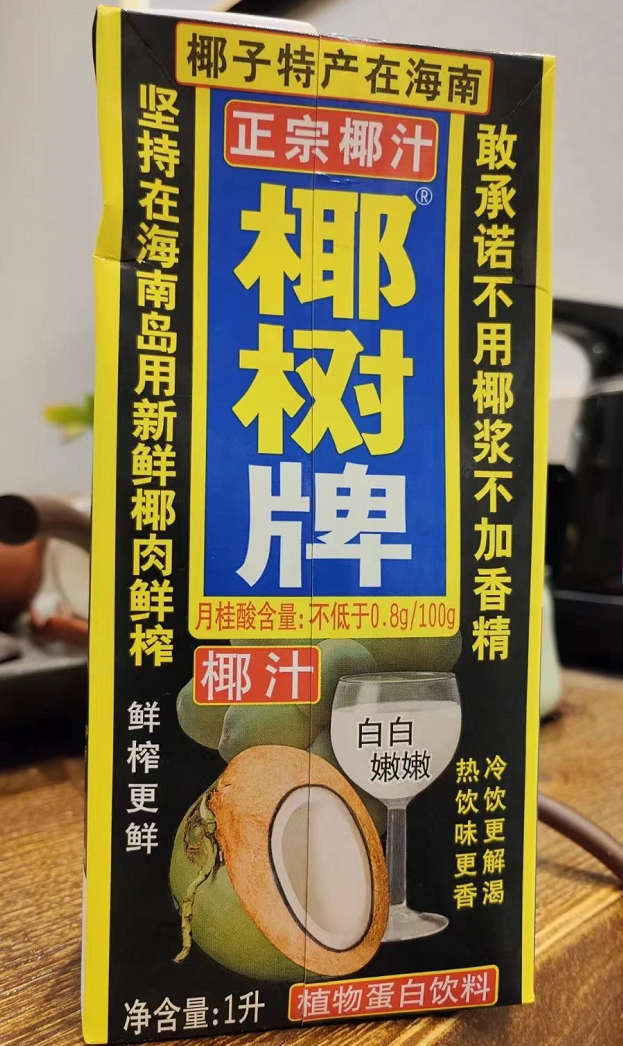 椰子特产在海南
正宗椰汁
坚持在海南岛用新鲜椰肉鲜榨
敢承诺不用椰浆不加香精
椰树牌®
月桂酸含量:不低于0.8g/100g
椰汁
白白
嫩嫩
鲜榨更鲜
冷饮更解渴
热饮味更香
净含量:1升
植物蛋白饮料